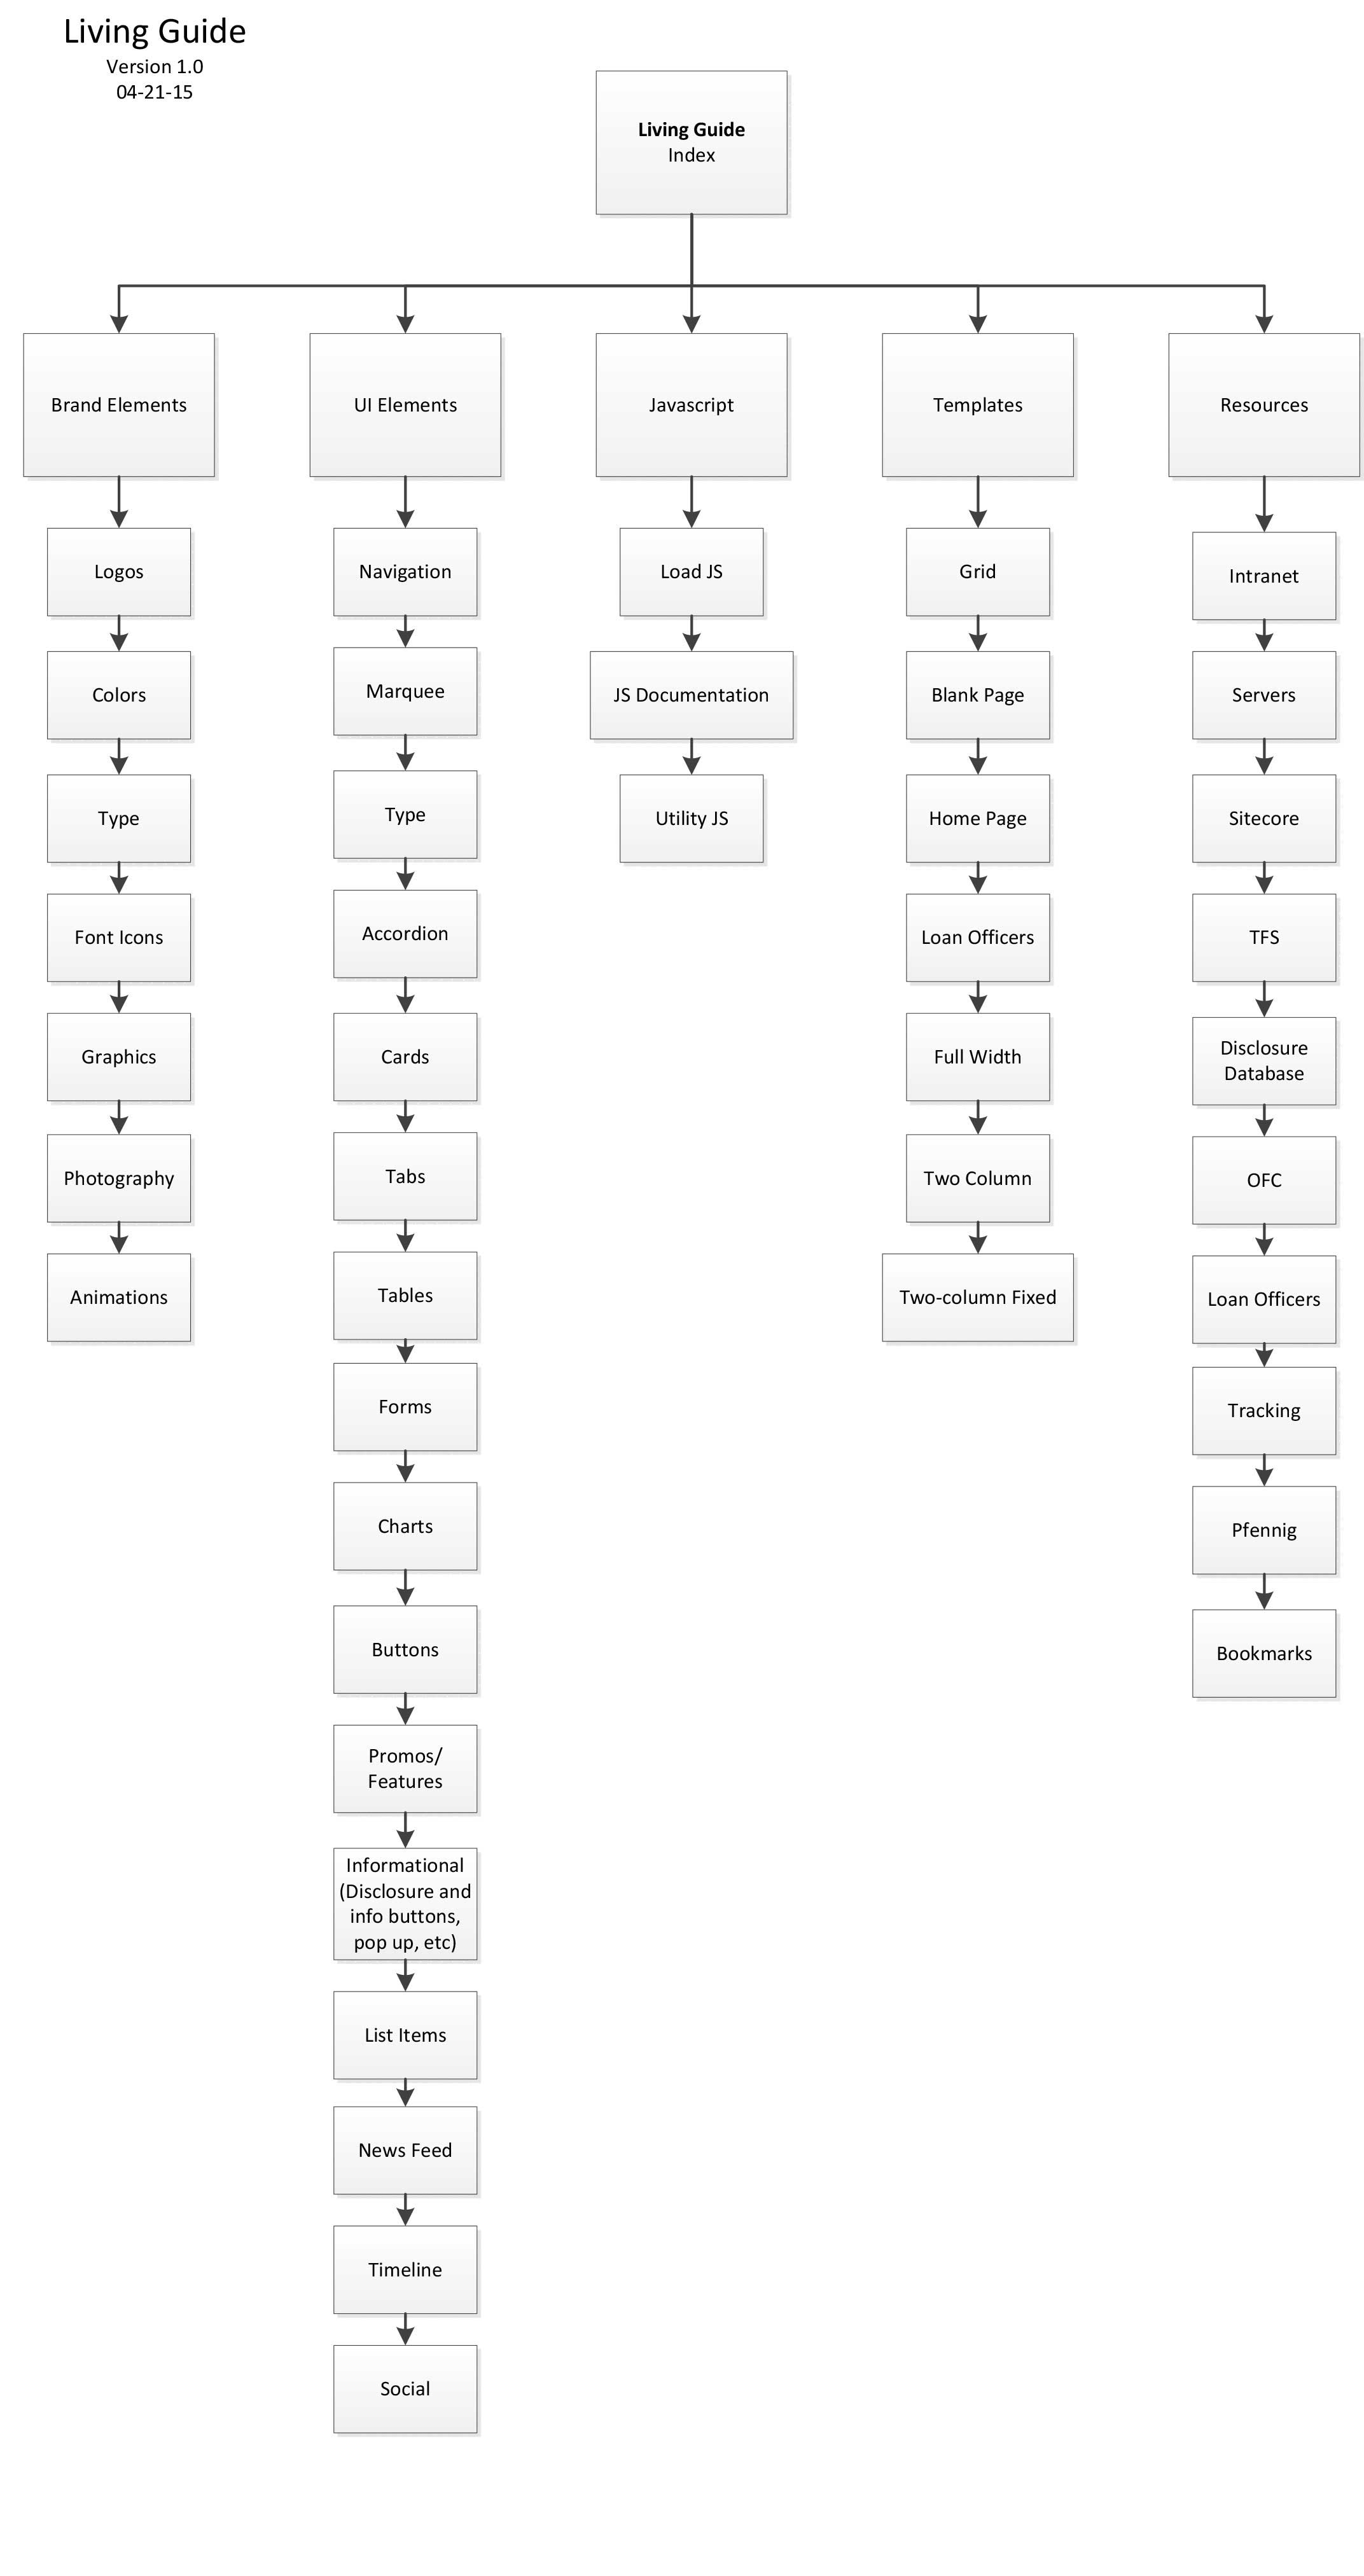 Living Guide
Version 1.0
04-21-15
Living Guide
Index
Brand Elements
UI Elements
Javascript
Templates
Resources
Logos
Colors
Type
Font Icons
Graphics
Photography
Animations
Navigation
Marquee
Type
Accordion
Cards
Tabs
Tables
Forms
Charts
Buttons
Promos/
Features
Informational
(Disclosure and
info buttons,
pop up, etc)
List Items
News Feed
Timeline
Social
Load JS
JS Documentation
Utility JS
Grid
Blank Page
Home Page
Loan Officers
Full Width
Two Column
Two-column Fixed
Intranet
Servers
Sitecore
TFS
Disclosure
Database
OFC
Loan Officers
Tracking
Pfennig
Bookmarks